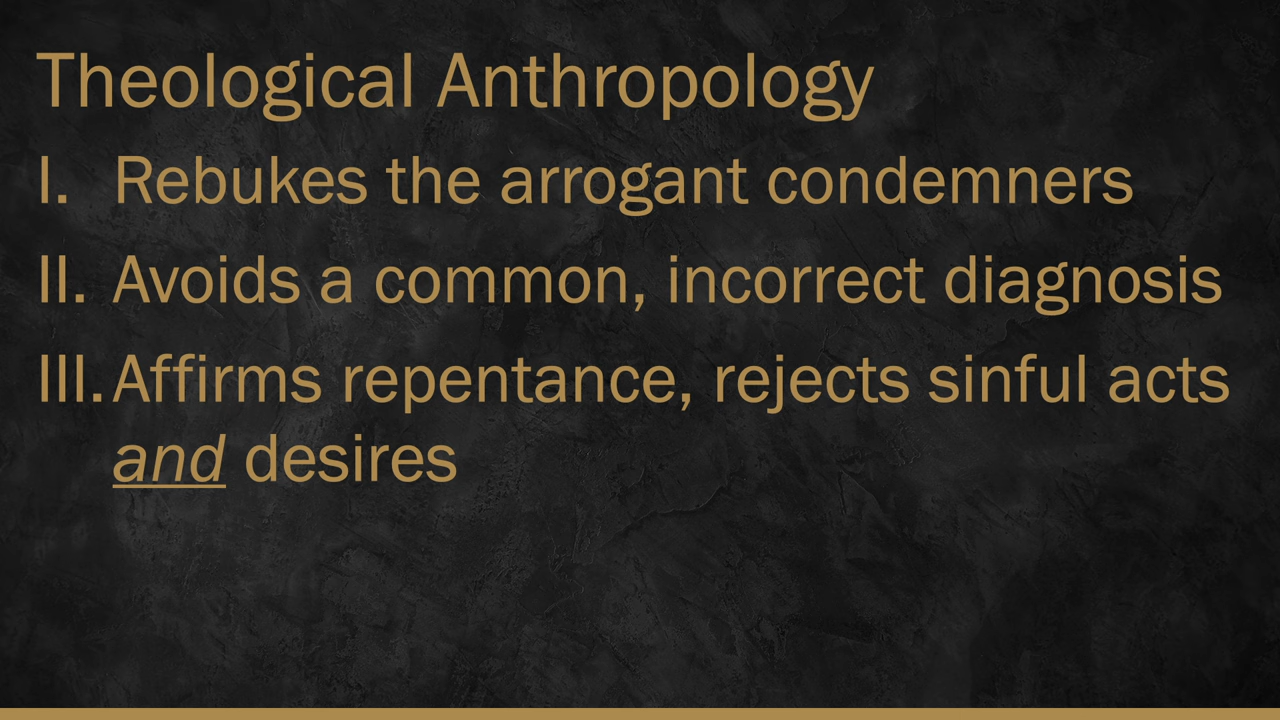 Theological Anthropology
I. Rebukes the arrogant condemners
II. Avoids a common, incorrect diagnosis
III. Affirms repentance, rejects sinful acts
and desires